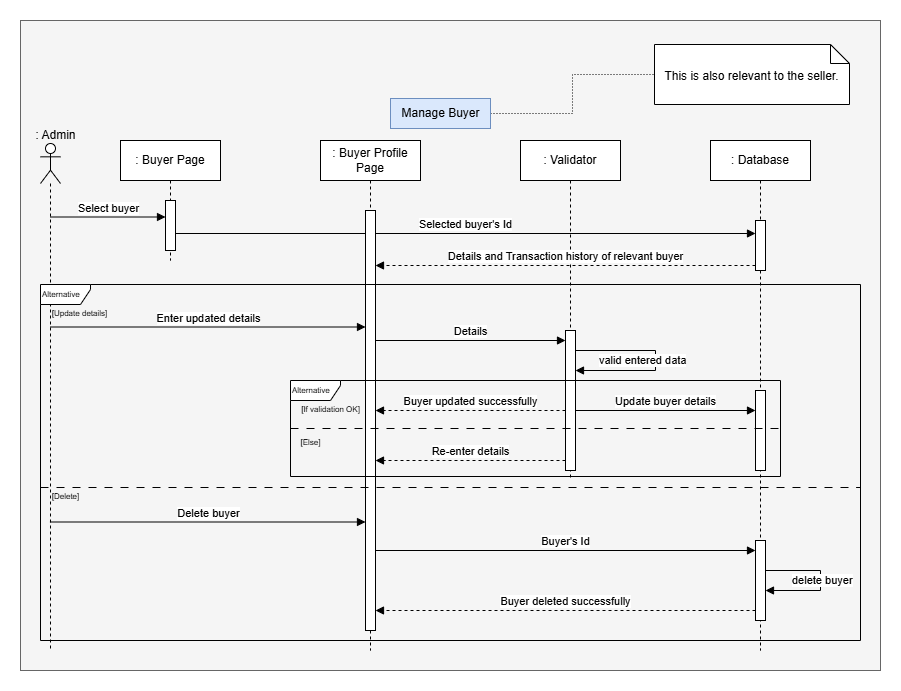 This is also relevant to the seller.
Manage Buyer
: Admin
: Buyer Page
: Buyer Profile
Page
: Validator
: Database
Select buyer
Selected buyer's Id
Details and Transaction history of relevant buyer
Alternative
[Update details]
Enter updated details
Details
valid entered data
Alternative
[If validation OK]
Buyer updated successfully
Update buyer details
[Else]
Re-enter details
[Delete]
Delete buyer
Buyer's Id
delete buyer
Buyer deleted successfully